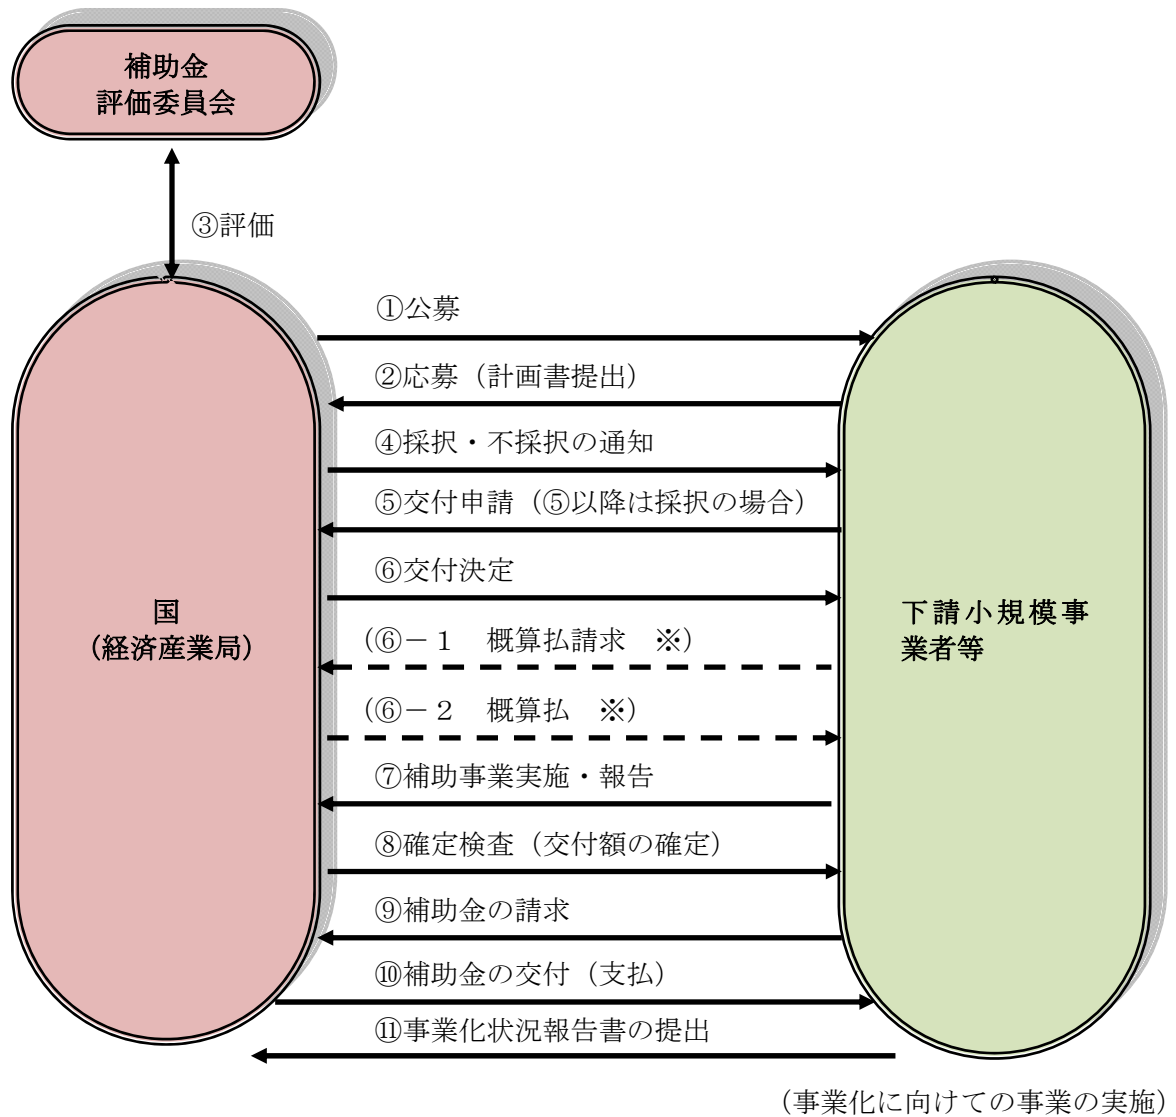 補助金
評価委員会
③評価
①公募
②応募（計画書提出）
④採択・不採択の通知
⑤交付申請（⑤以降は採択の場合）
⑥交付決定
国
（経済産業局）
下請小規模事
業者等
（⑥－１　概算払請求　※）
（⑥－２　概算払　※）
⑦補助事業実施・報告
⑧確定検査（交付額の確定）
⑨補助金の請求
⑩補助金の交付（支払）
⑪事業化状況報告書の提出
（事業化に向けての事業の実施）